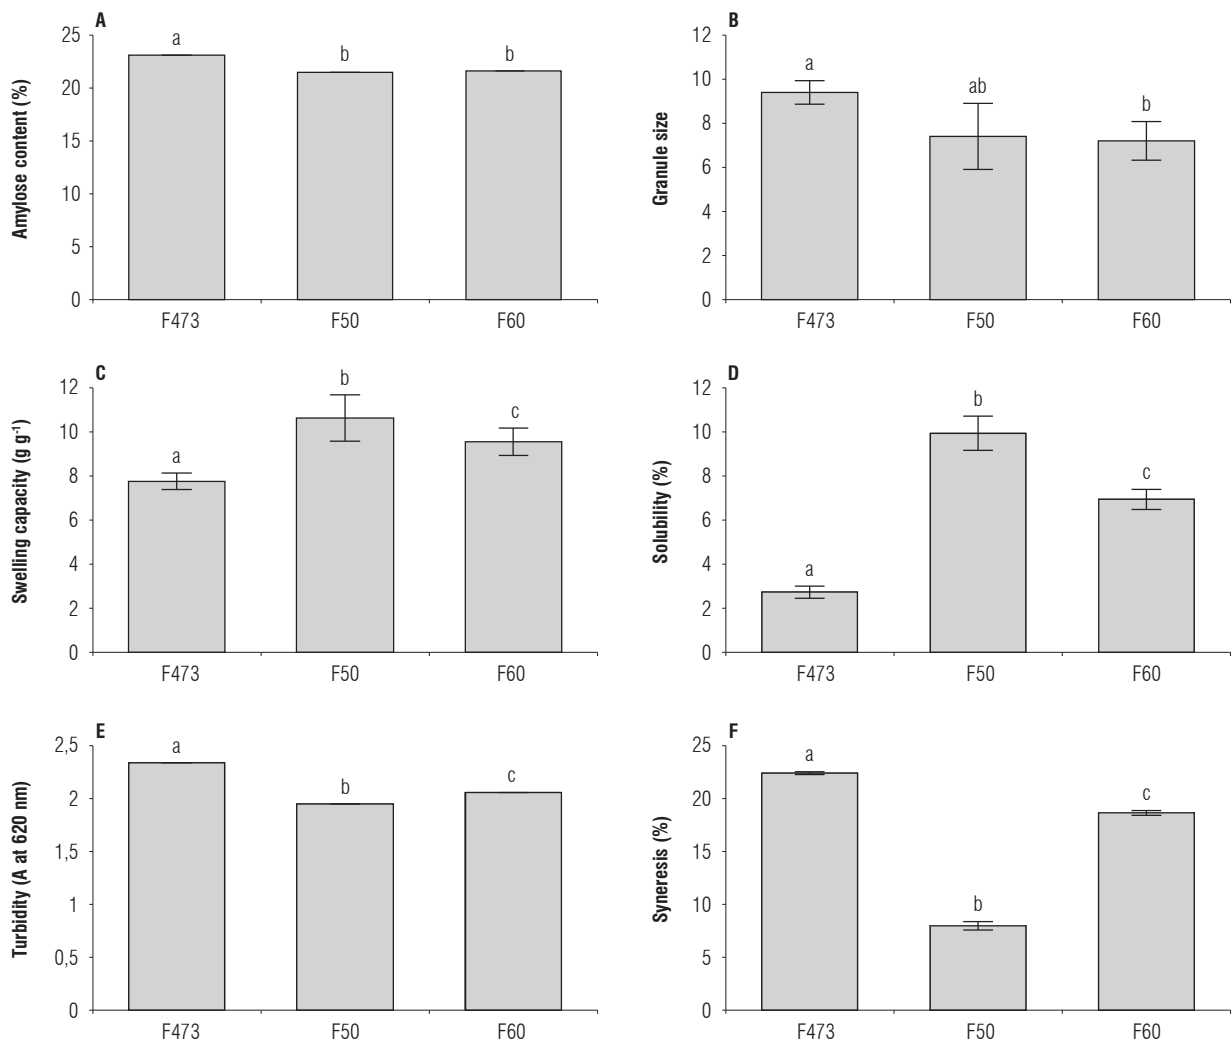 A
Amylose content (%)
25
20
15
10
5
0
a
b
b
F473
F50
F60
B
Granule size
12
10
8
6
4
2
0
a
ab
b
F473
F50
F60
C
Swelling capacity (g g-1)
12
10
8
6
4
2
0
a
b
c
F473
F50
F60
D
Solubility (%)
12
10
8
6
4
2
0
a
b
c
F473
F50
F60
E
Turbidity (A at 620 nm)
2,5
2
1,5
1
0,5
0
a
b
c
F473
F50
F60
F
Syneresis (%)
25
20
15
10
5
0
a
b
c
F473
F50
F60